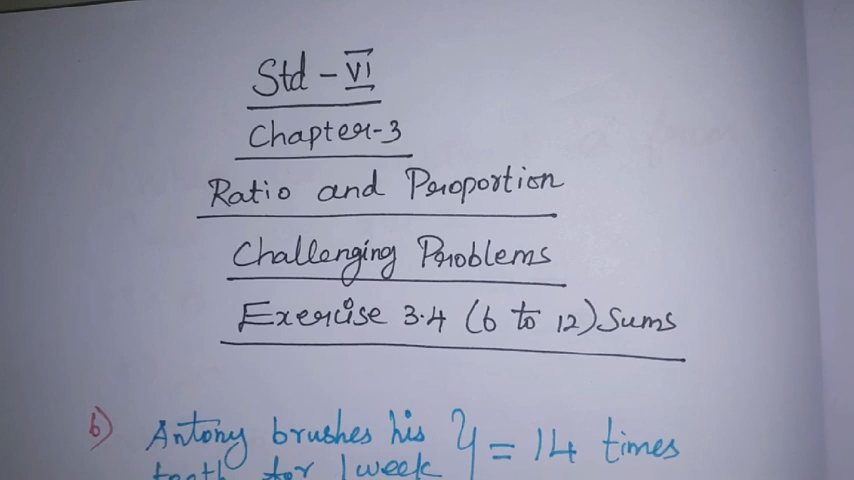 Std - VI
Chapter-3
Ratio and Proportion
Challenging Problems
Exercise 3.4 (6 to 12) Sums
6) Antony brushes his } = 14 times
teeth for 1 week